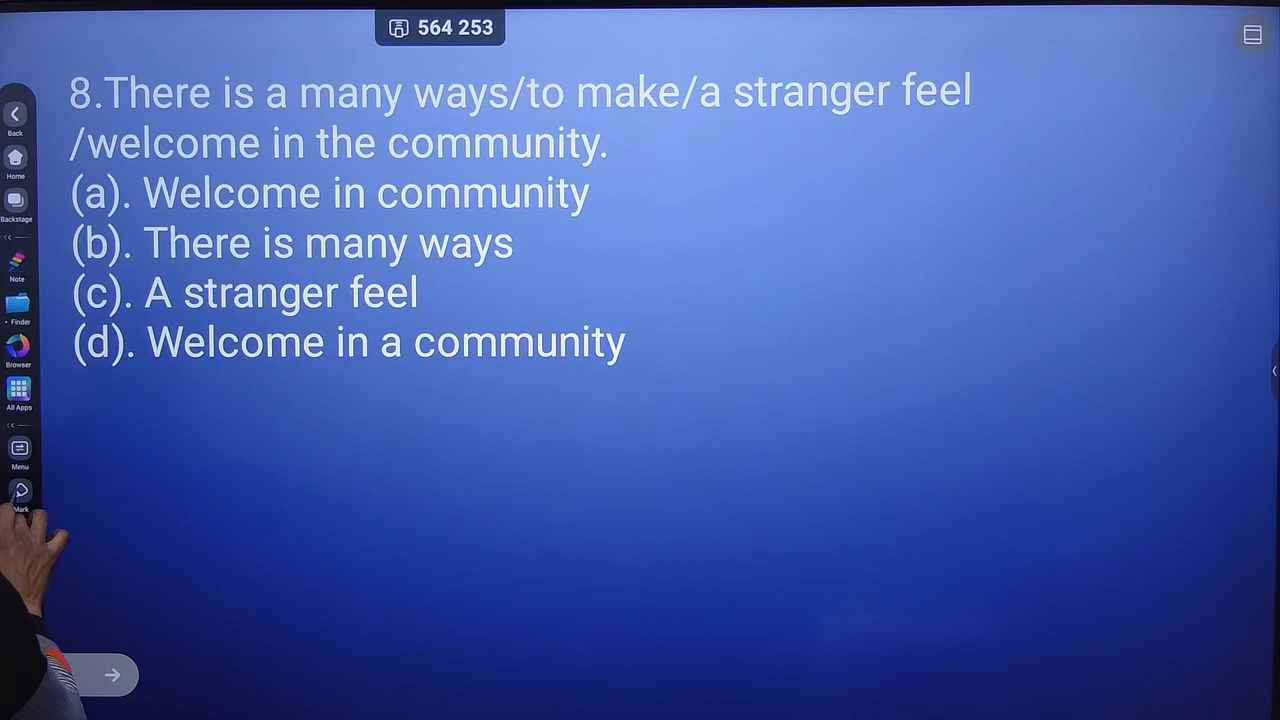 564 253
8.There is a many ways/to make/a stranger feel
/welcome in the community.
(a). Welcome in community
(b). There is many ways
(c). A stranger feel
(d). Welcome in a community
Back
Home
Backstage
Note
Finder
Browser
All Apps
Menu
Mark